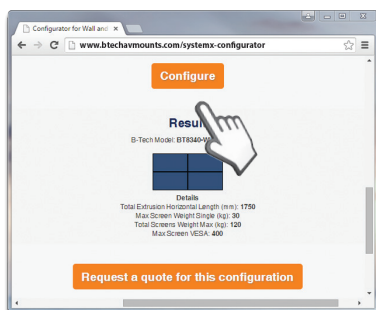 Configurator for Wall and
www.btechavmounts.com/systemx-configurator
Configure
B-Tech Model:
Details
Total Extrusion Horizontal Length (mm): 1750
Max Screen Weight Single (kg): 30
Total Screens Weight Max (kg): 120
Max Screen VESA: 400
Request a quote for this configuration